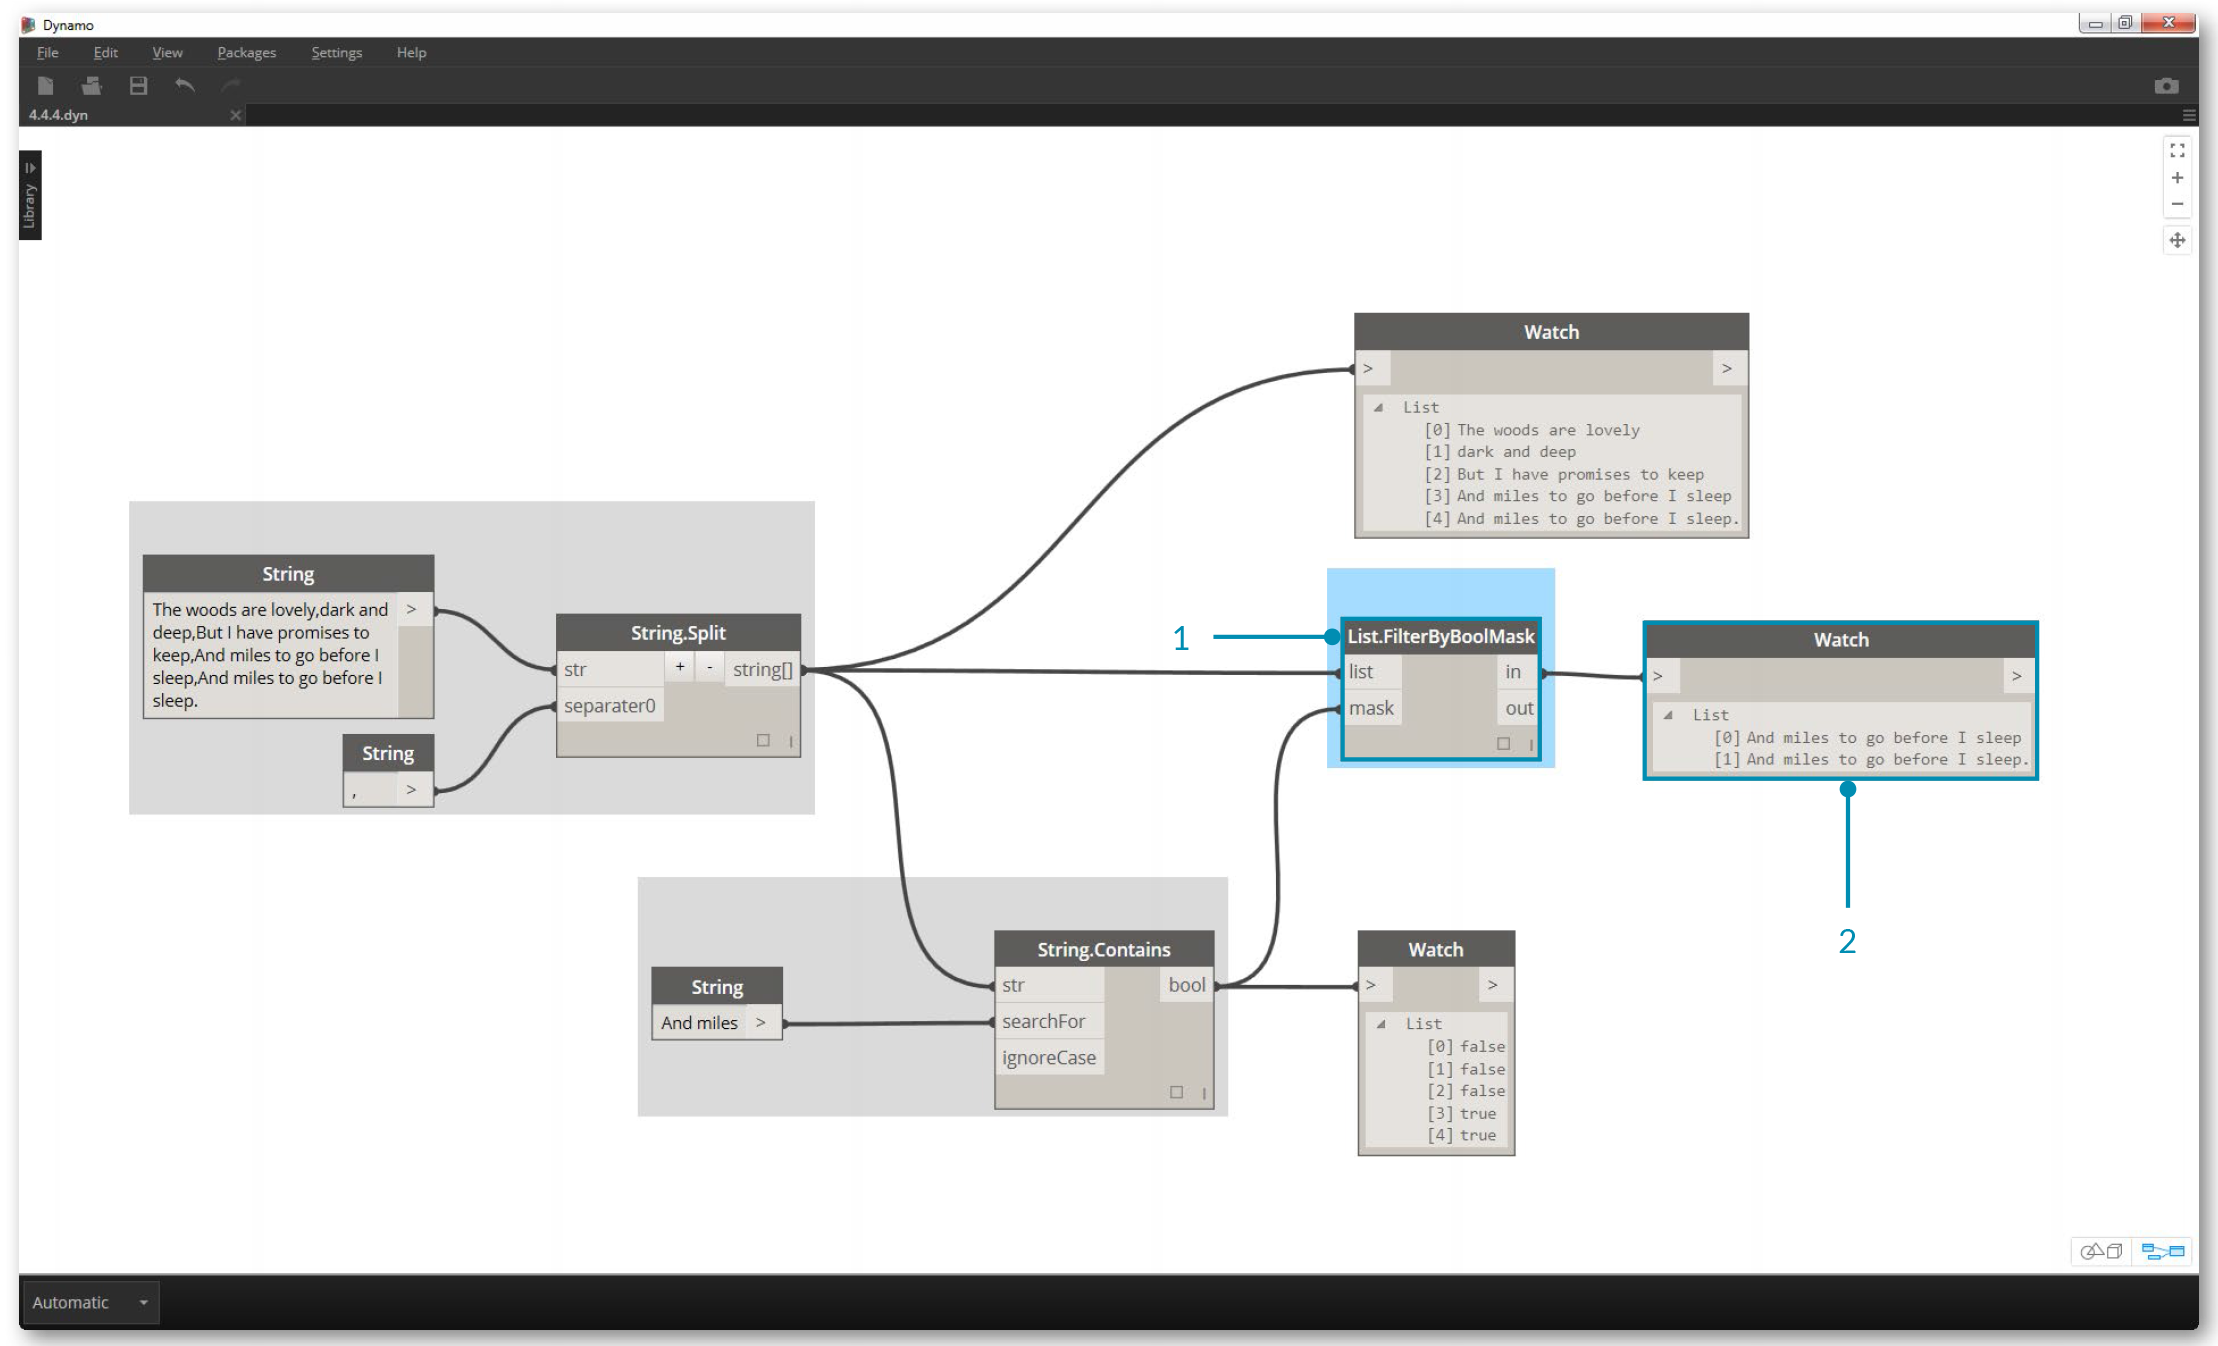 Dynamo
File Edit View Packages Settings Help
4.4.4.dyn
Library
Watch
> >
List
[0] The woods are lovely
[1] dark and deep
[2] But I have promises to keep
[3] And miles to go before I sleep
[4] And miles to go before I sleep.
String
The woods are lovely,dark and >
deep,But I have promises to
keep,And miles to go before I
sleep,And miles to go before I
sleep.
String
, >
String.Split
str + - string[]
separater0
1
List.FilterByBoolMask
list in
mask out
Watch
> >
List
[0] And miles to go before I sleep
[1] And miles to go before I sleep.
2
String
And miles >
String.Contains
str bool
searchFor
ignoreCase
Watch
> >
List
[0] false
[1] false
[2] false
[3] true
[4] true
Automatic